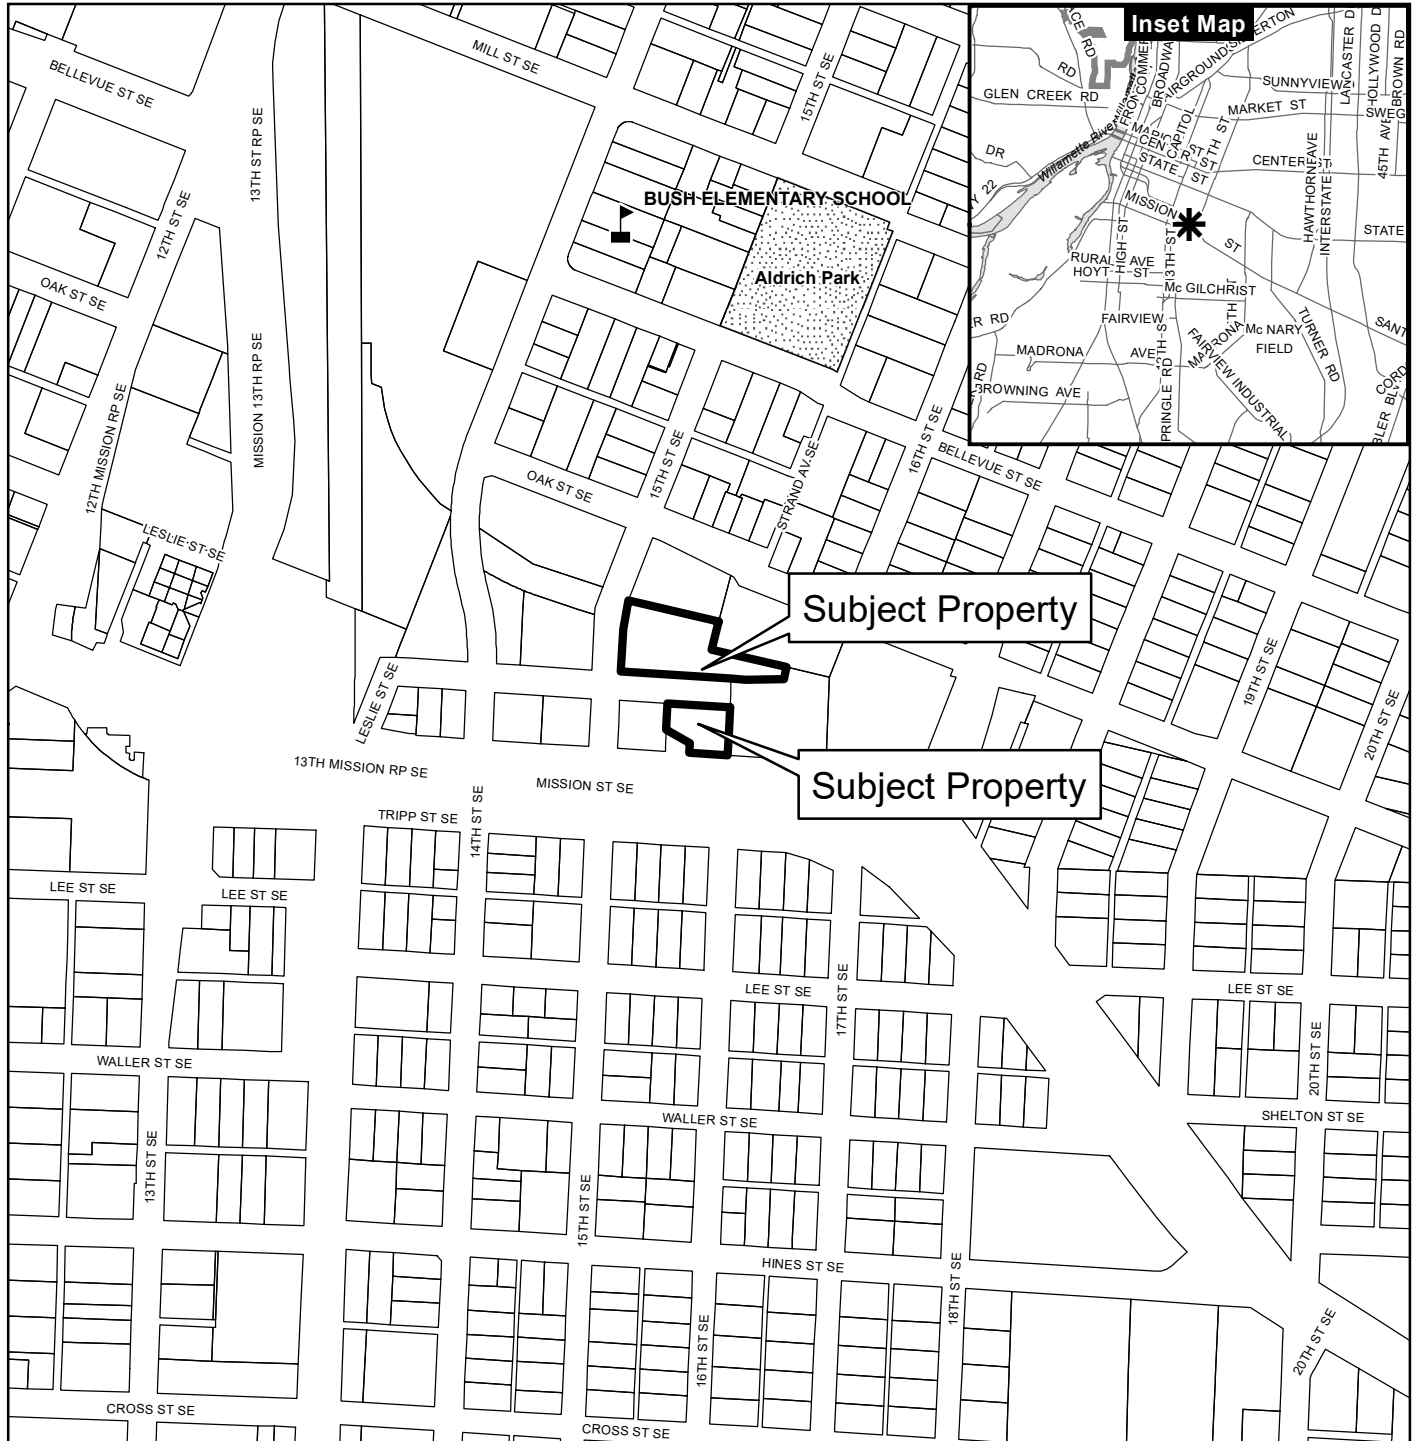 Inset Map
RD
GLEN CREEK RD
DR
Willamette River
BROADWA
CAPITOL
SUNNYVIEW
MARKET ST
SWEG
LANCASTER D
HOLLYWOOD D
BROWN RD
45TH AVE
CENTER ST
STATE ST
MISSION
ST
STATE
HAWTHORNE AVE
INTERSTATE
HIGH ST
13TH ST
RURAL AVE
HOYT ST
Mc GILCHRIST
FAIRVIEW
MADRONA AVE
MADRONA
BROWNING AVE
PRINGLE RD
FAIRVIEW INDUSTRIAL
Mc NARY
FIELD
TURNER RD
MILL ST SE
BELLEVUE ST SE
15TH ST SE
13TH ST RP SE
12TH ST SE
BUSH ELEMENTARY SCHOOL
Aldrich Park
OAK ST SE
MISSION 13TH RP SE
12TH MISSION RP SE
LESLIE ST SE
OAK ST SE
15TH ST SE
STRAND AV SE
16TH ST SE
BELLEVUE ST SE
19TH ST SE
20TH ST SE
Subject Property
Subject Property
LESLIE ST SE
13TH MISSION RP SE
MISSION ST SE
TRIPP ST SE
14TH ST SE
LEE ST SE
LEE ST SE
LEE ST SE
17TH ST SE
LEE ST SE
WALLER ST SE
20TH ST SE
WALLER ST SE
SHELTON ST SE
13TH ST SE
15TH ST SE
HINES ST SE
18TH ST SE
16TH ST SE
20TH ST SE
CROSS ST SE
CROSS ST SE